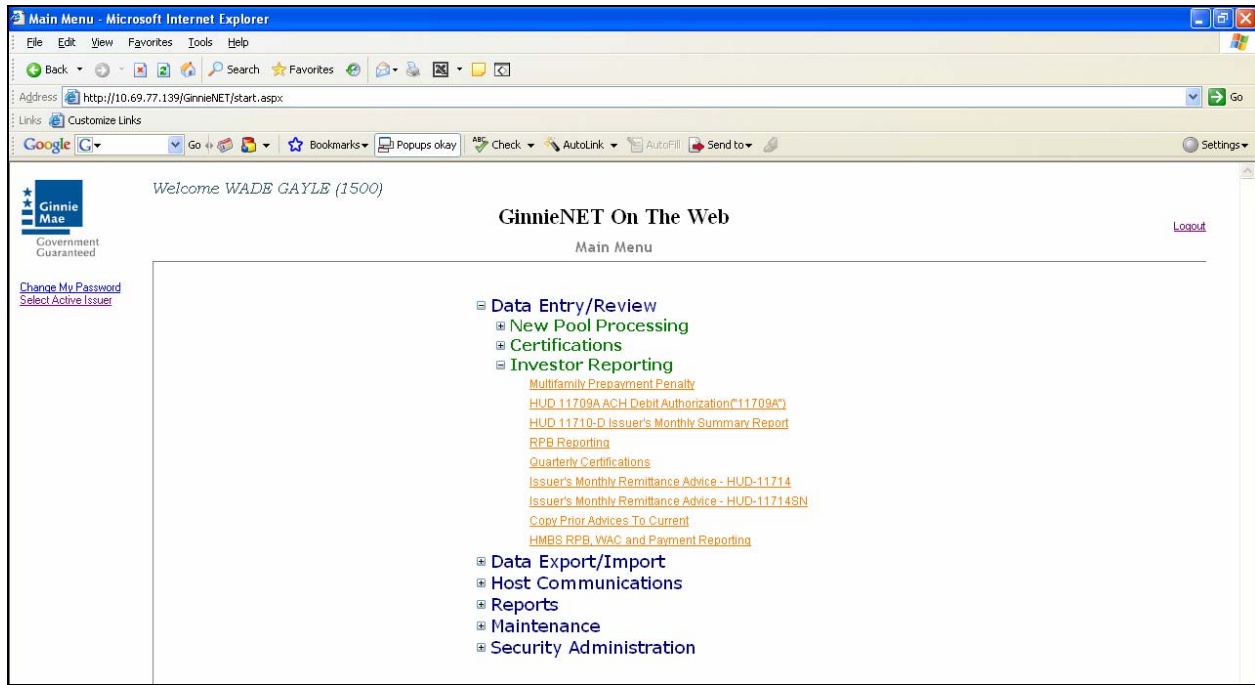 Main Menu - Microsoft Internet Explorer
File Edit View Favorites Tools Help
Back Search Favorites
Address http://10.69.77.139/GinnieNET/start.aspx Go
Links Customize Links
Google G Go Bookmarks Popups okay ABC Check AutoLink AutoFill Send to Settings
Welcome WADE GAYLE (1500)
Ginnie
Mae
Government
Guaranteed
GinnieNET On The Web
Logout
Main Menu
Change My Password
Select Active Issuer
Data Entry/Review
New Pool Processing
Certifications
Investor Reporting
Multifamily Prepayment Penalty
HUD 11709A ACH Debit Authorization("11709A")
HUD 11710-D Issuer's Monthly Summary Report
RPB Reporting
Quarterly Certifications
Issuer's Monthly Remittance Advice - HUD-11714
Issuer's Monthly Remittance Advice - HUD-11714SN
Copy Prior Advices To Current
HMBS RPB, WAC and Payment Reporting
Data Export/Import
Host Communications
Reports
Maintenance
Security Administration